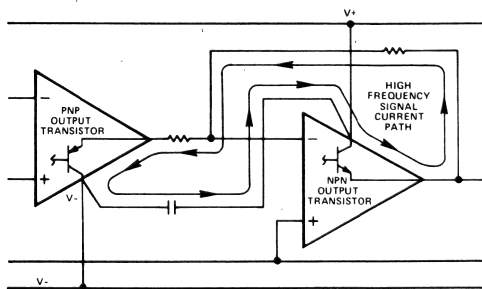 V+
PNP
OUTPUT
TRANSISTOR
V-
HIGH
FREQUENCY
SIGNAL
CURRENT
PATH
NPN
OUTPUT
TRANSISTOR
V-